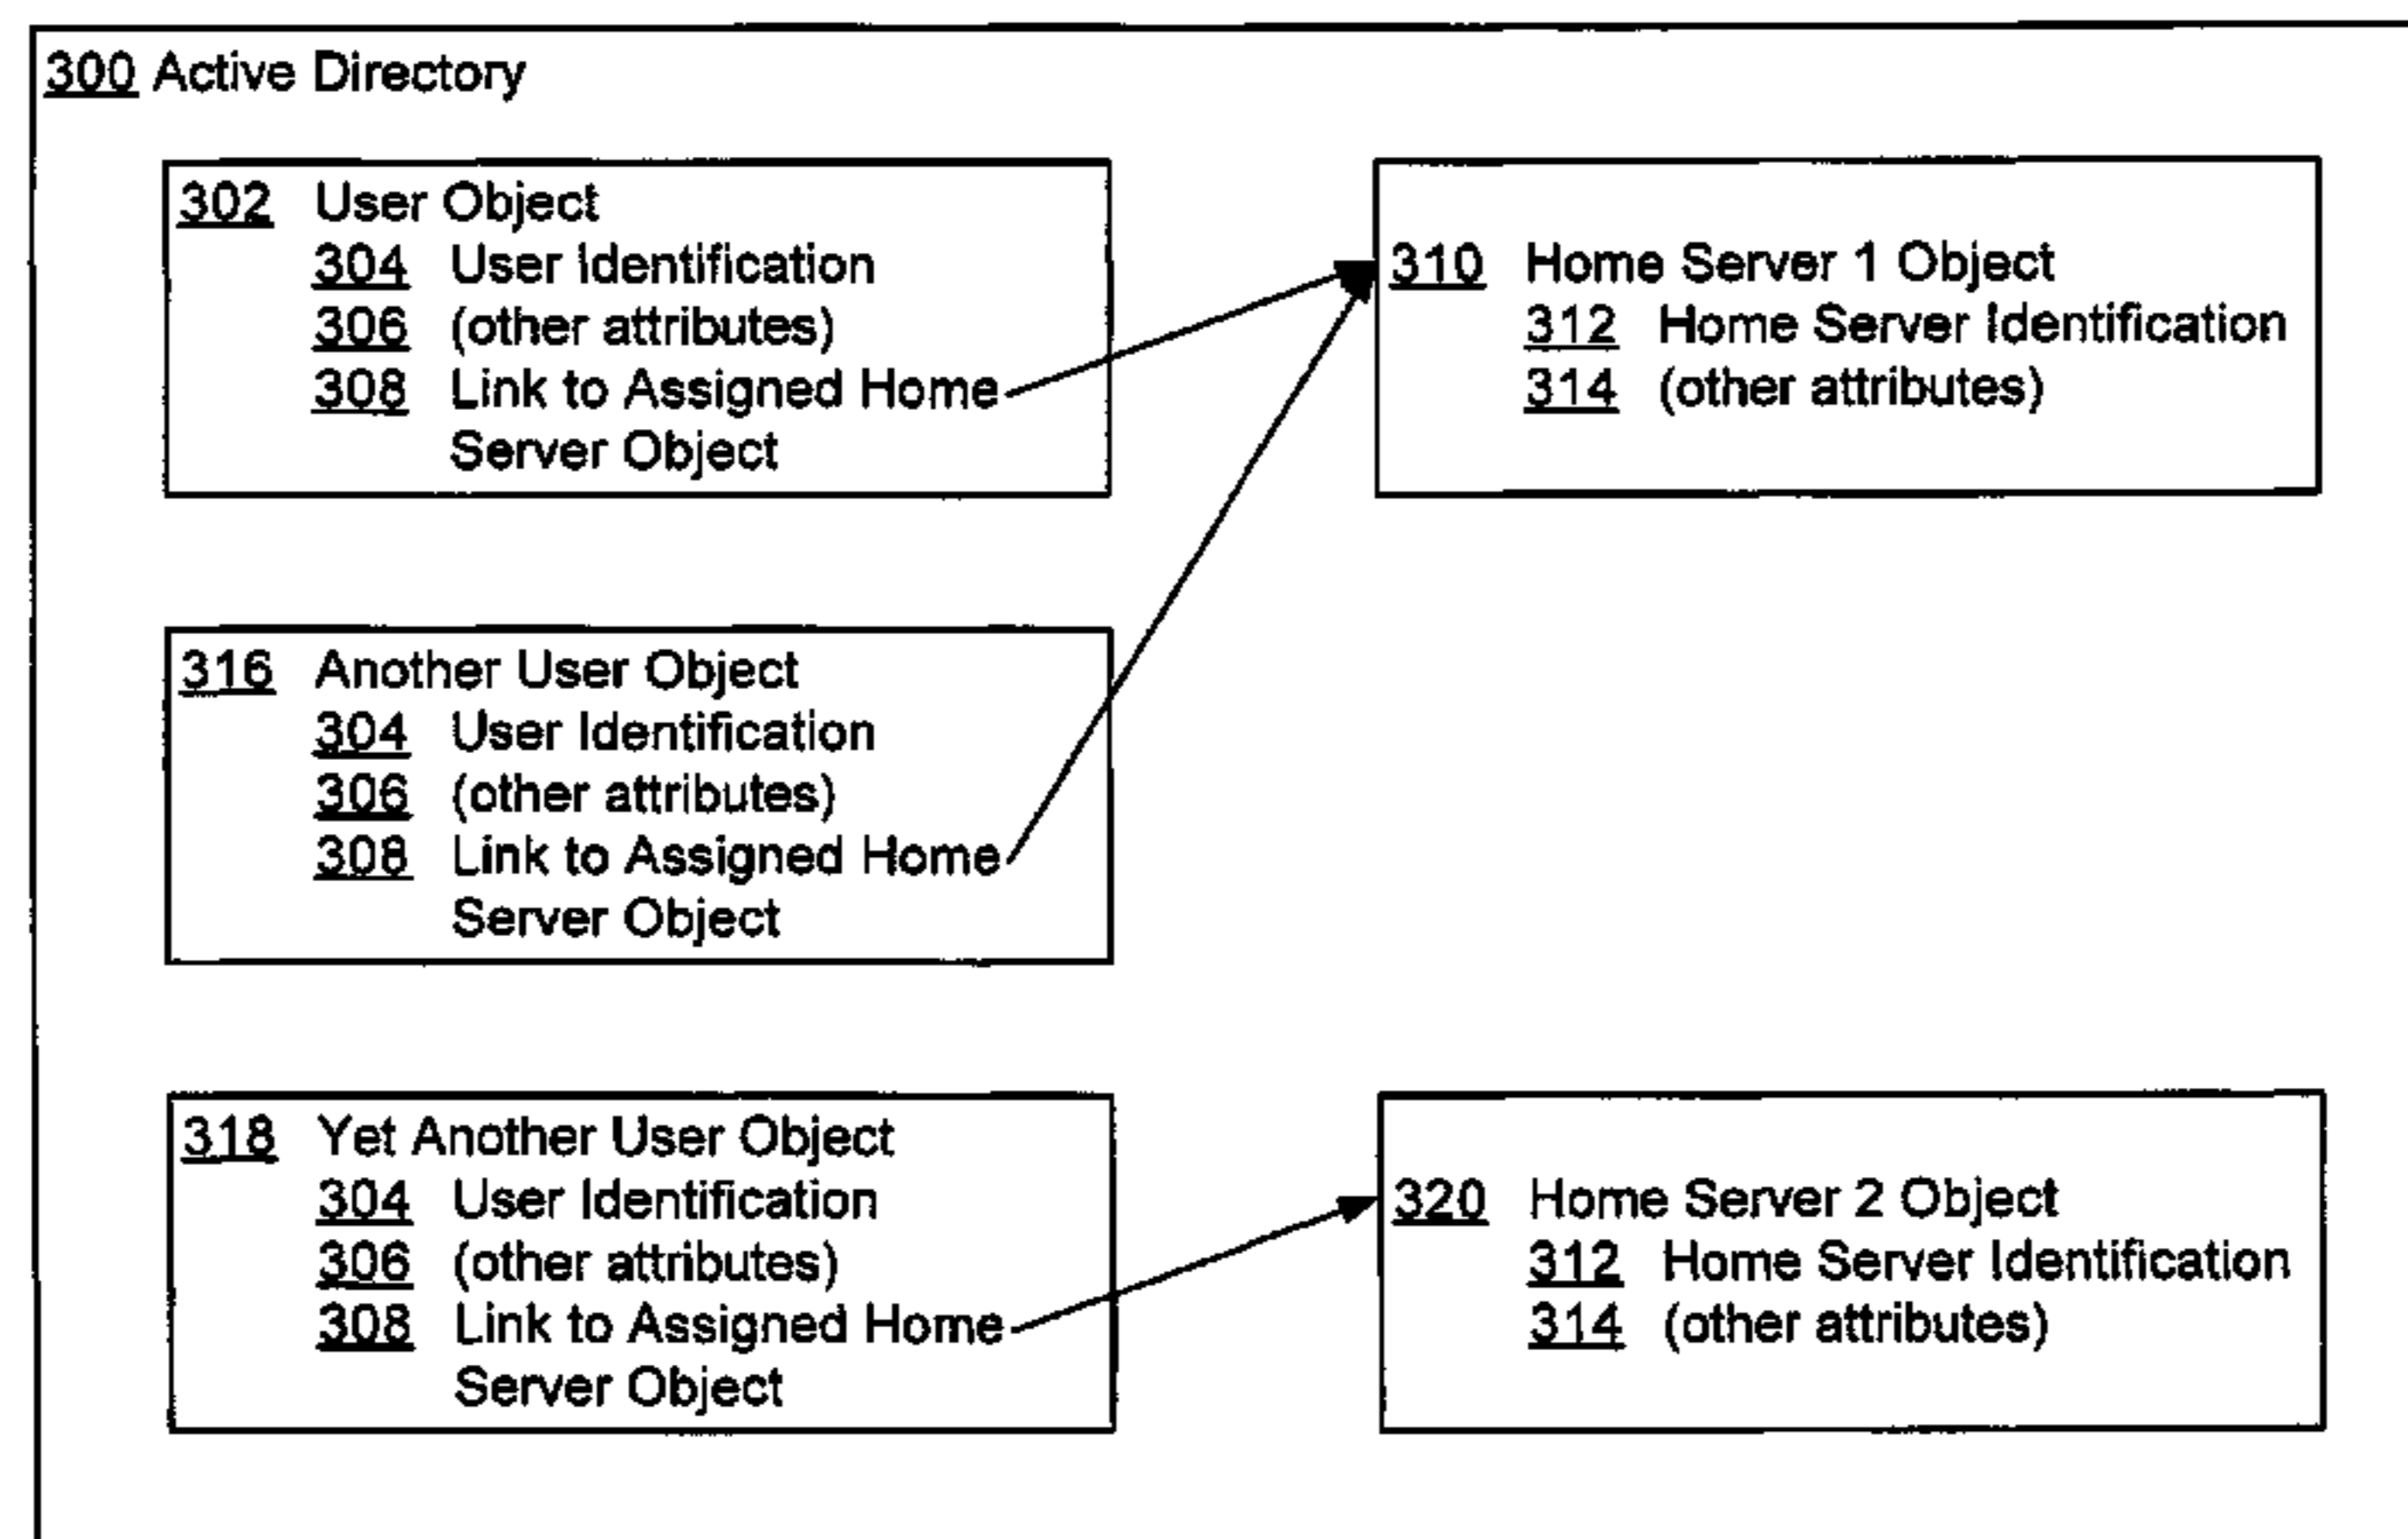 300 Active Directory
302 User Object
304 User Identification
306 (other attributes)
308 Link to Assigned Home
Server Object
310 Home Server 1 Object
312 Home Server Identification
314 (other attributes)
316 Another User Object
304 User Identification
306 (other attributes)
308 Link to Assigned Home
Server Object
318 Yet Another User Object
304 User Identification
306 (other attributes)
308 Link to Assigned Home
Server Object
320 Home Server 2 Object
312 Home Server Identification
314 (other attributes)